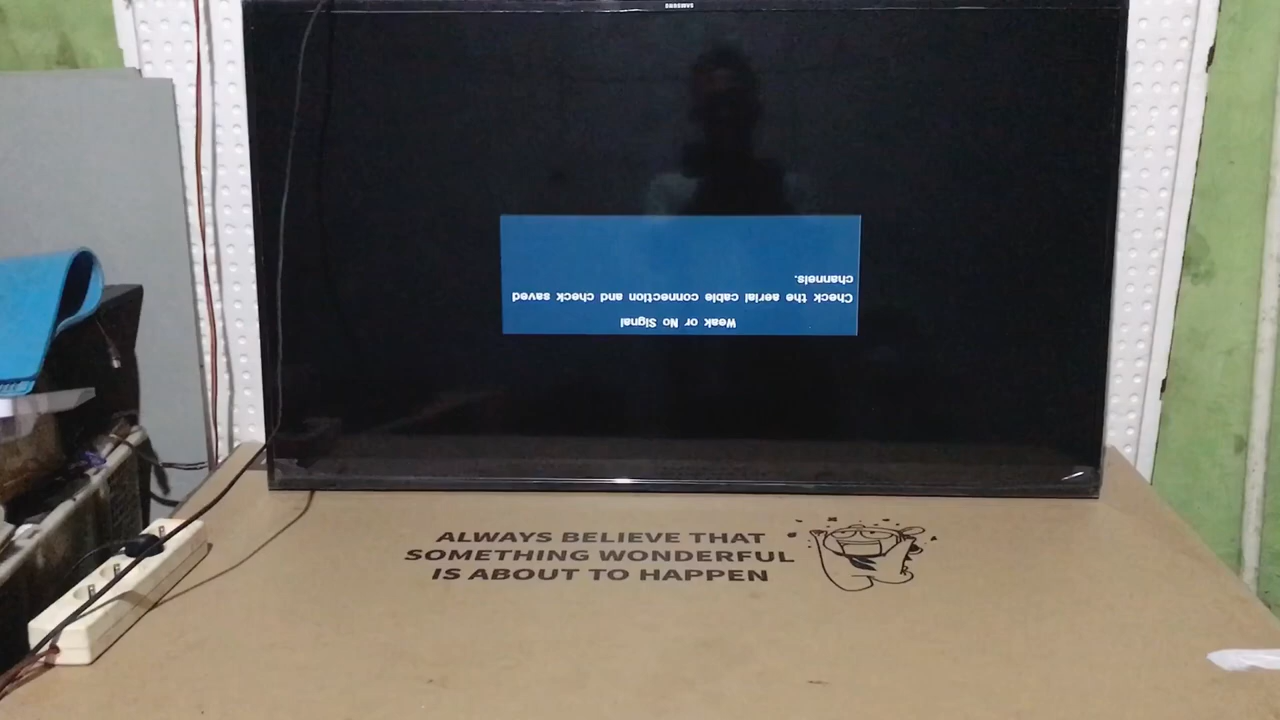 SAMSUNG
Weak or No Signal
Check the aerial cable connection and check saved
channels.
ALWAYS BELIEVE THAT
SOMETHING WONDERFUL
IS ABOUT TO HAPPEN